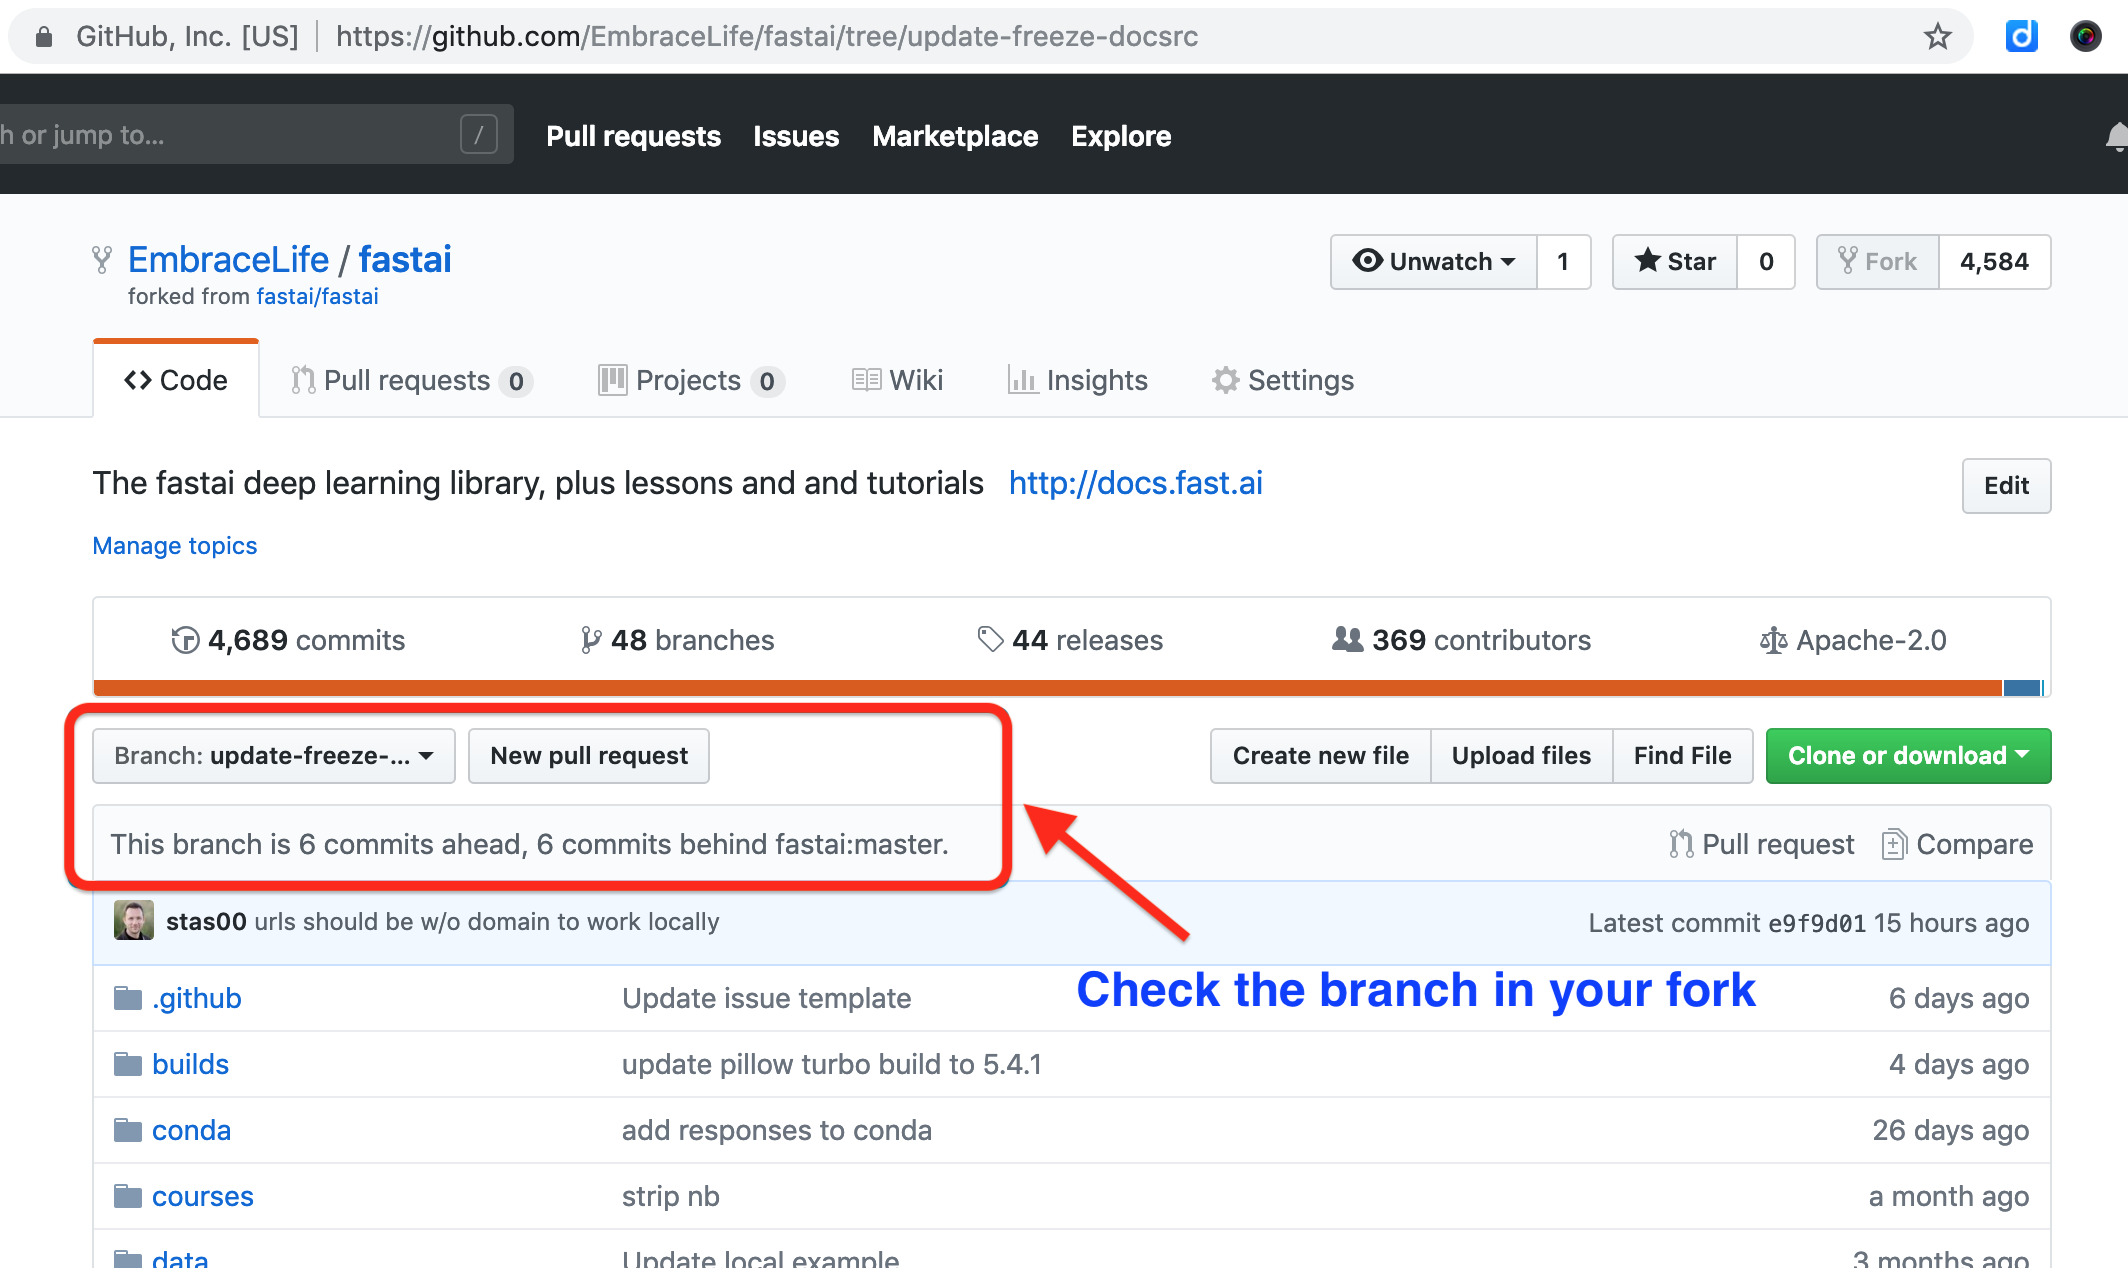 GitHub, Inc. [US] | https://github.com/EmbraceLife/fastai/tree/update-freeze-docsrc
h or jump to... /
Pull requests Issues Marketplace Explore
EmbraceLife / fastai
Unwatch 1 Star 0 Fork 4,584
forked from fastai/fastai
Code Pull requests 0 Projects 0 Wiki Insights Settings
The fastai deep learning library, plus lessons and and tutorials http://docs.fast.ai Edit
Manage topics
4,689 commits 48 branches 44 releases 369 contributors Apache-2.0
Branch: update-freeze-... New pull request Create new file Upload files Find File Clone or download
This branch is 6 commits ahead, 6 commits behind fastai:master. Pull request Compare
stas00 urls should be w/o domain to work locally Latest commit e9f9d01 15 hours ago
Check the branch in your fork
.github Update issue template 6 days ago
builds update pillow turbo build to 5.4.1 4 days ago
conda add responses to conda 26 days ago
courses strip nb a month ago
data Update local example 3 months ago